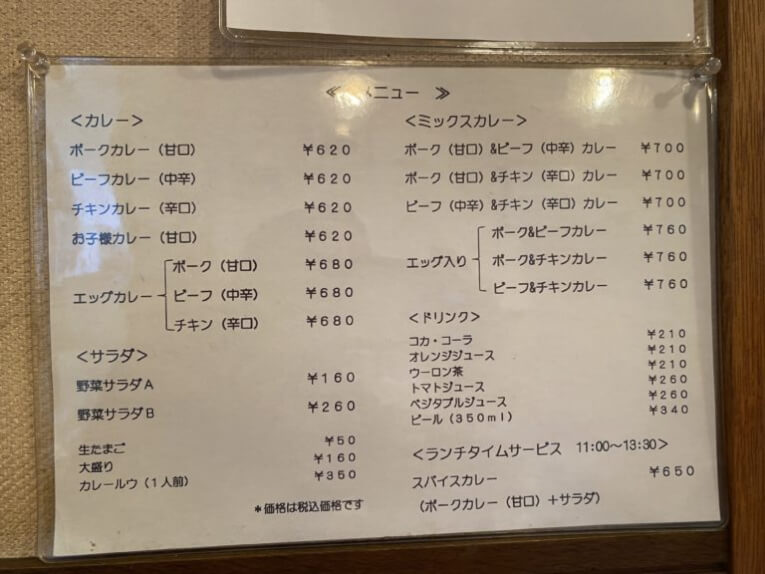 ≪ メニュー ≫
<カレー>
ポークカレー（甘口） ￥620
ビーフカレー（中辛） ￥620
チキンカレー（辛口） ￥620
お子様カレー（甘口） ￥620
エッグカレー
ポーク（甘口） ￥680
ビーフ（中辛） ￥680
チキン（辛口） ￥680
<サラダ>
野菜サラダA ￥160
野菜サラダB ￥260
生たまご ￥50
大盛り ￥160
カレールウ（1人前） ￥350
＊価格は税込価格です
<ミックスカレー>
ポーク（甘口）&ビーフ（中辛）カレー ￥700
ポーク（甘口）&チキン（辛口）カレー ￥700
ビーフ（中辛）&チキン（辛口）カレー ￥700
エッグ入り
ポーク&ビーフカレー ￥760
ポーク&チキンカレー ￥760
ビーフ&チキンカレー ￥760
<ドリンク>
コカ・コーラ ￥210
オレンジジュース ￥210
ウーロン茶 ￥210
トマトジュース ￥260
ベジタブルジュース ￥260
ビール（350ml） ￥340
<ランチタイムサービス 11:00～13:30>
スパイスカレー ￥650
（ポークカレー（甘口）＋サラダ）